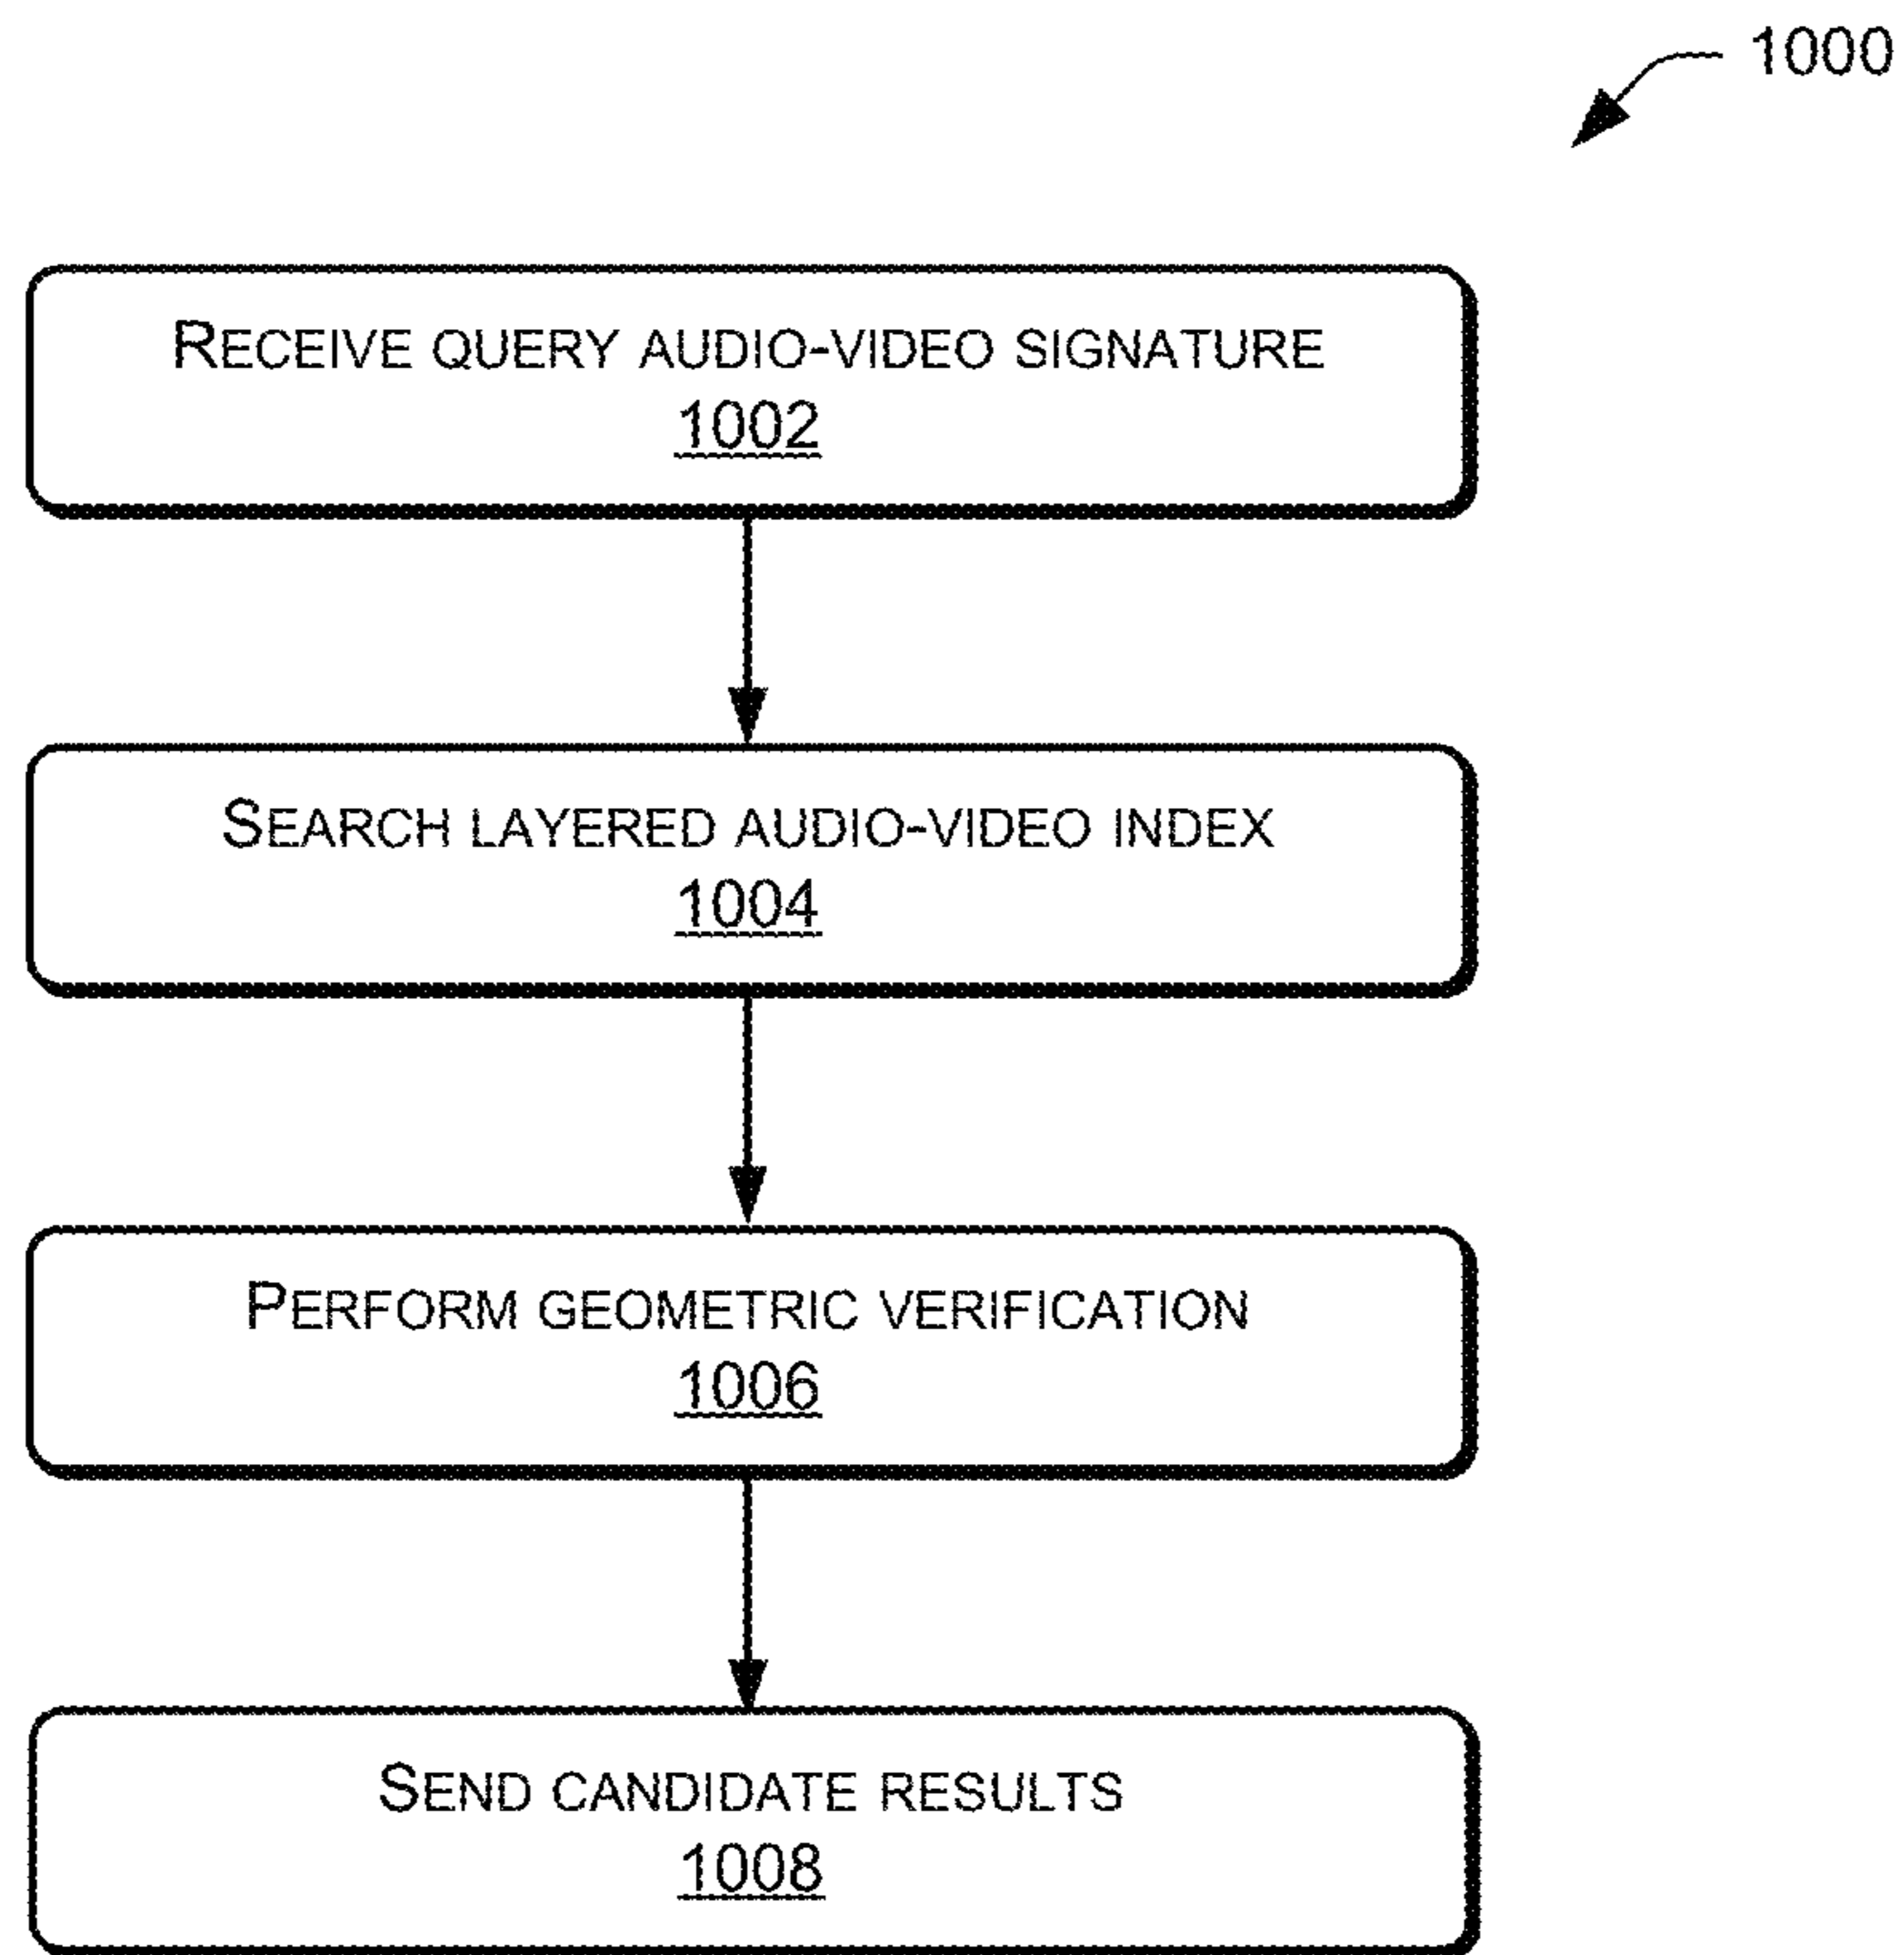 1000
RECEIVE QUERY AUDIO-VIDEO SIGNATURE
1002
SEARCH LAYERED AUDIO-VIDEO INDEX
1004
PERFORM GEOMETRIC VERIFICATION
1006
SEND CANDIDATE RESULTS
1008